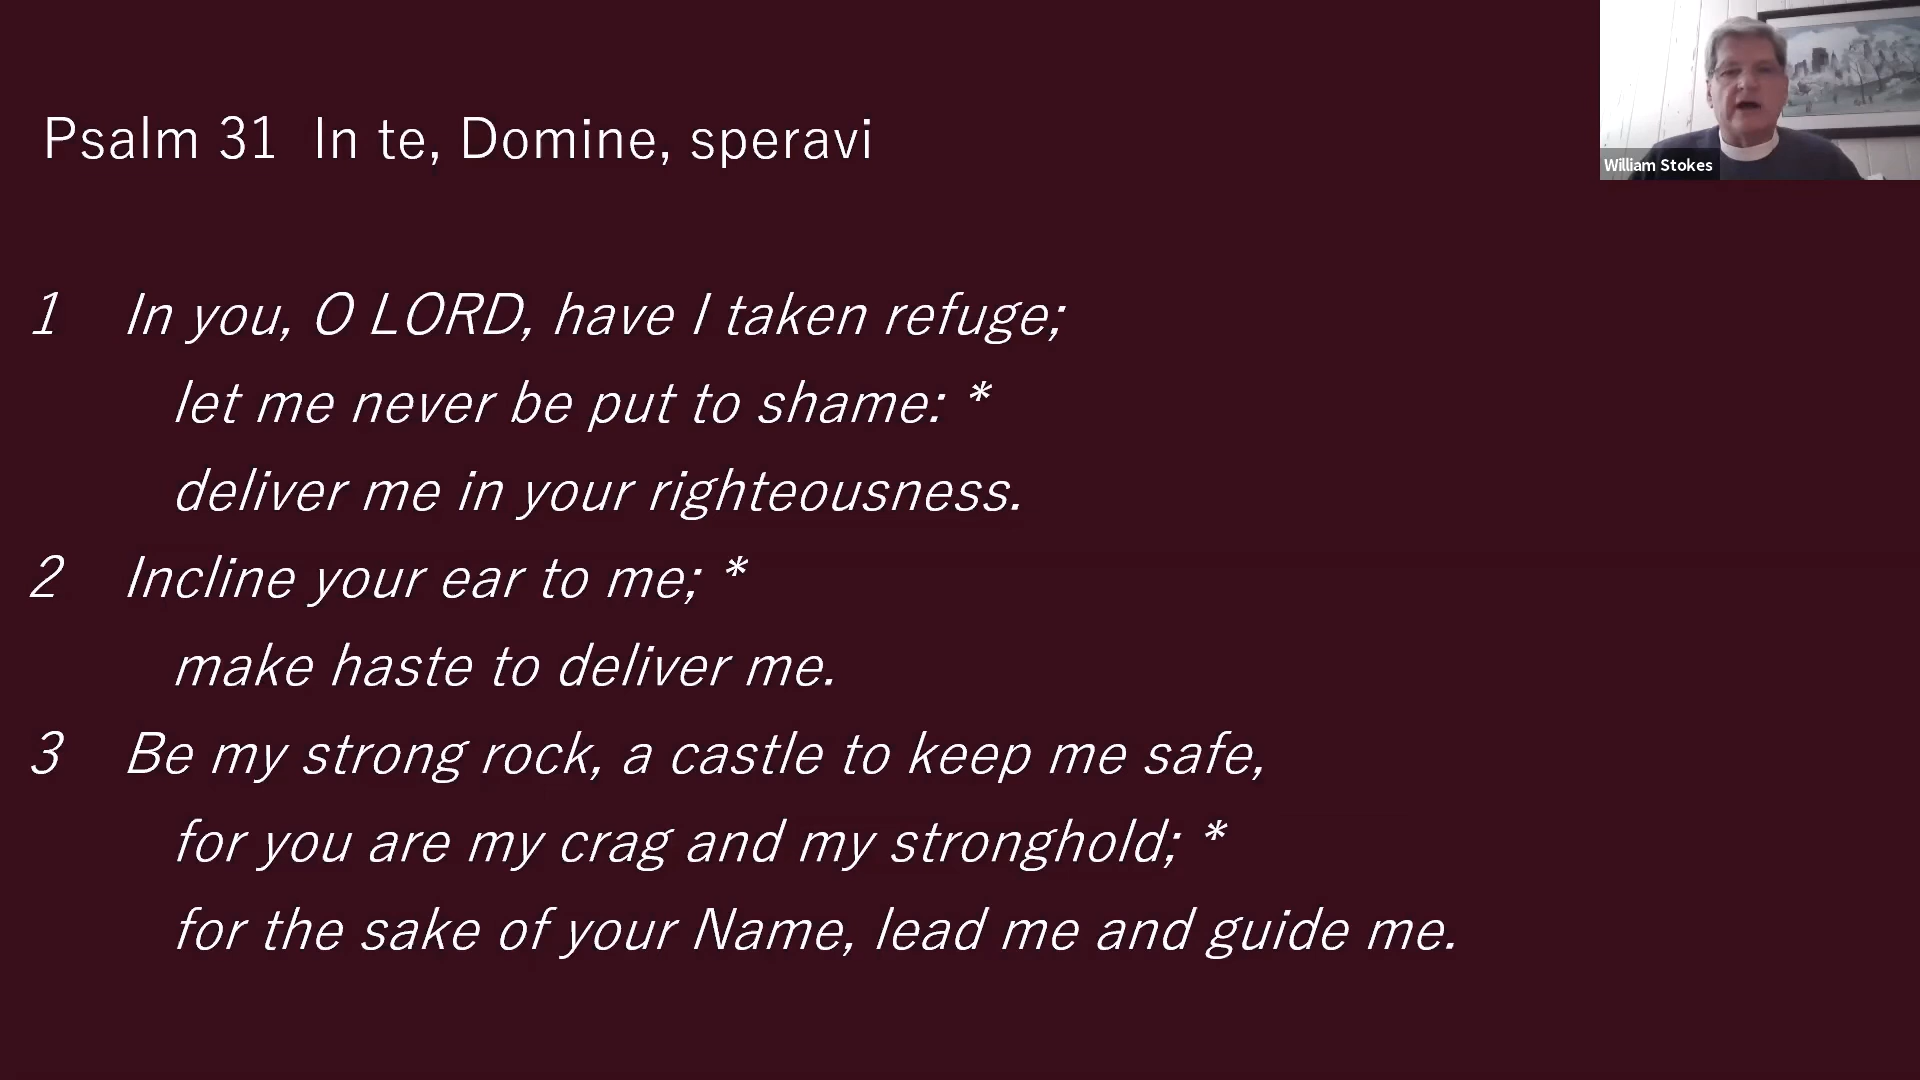 Psalm 31 In te, Domine, speravi
William Stokes
1 In you, O LORD, have I taken refuge;
let me never be put to shame: *
deliver me in your righteousness.
2 Incline your ear to me; *
make haste to deliver me.
3 Be my strong rock, a castle to keep me safe,
for you are my crag and my stronghold; *
for the sake of your Name, lead me and guide me.